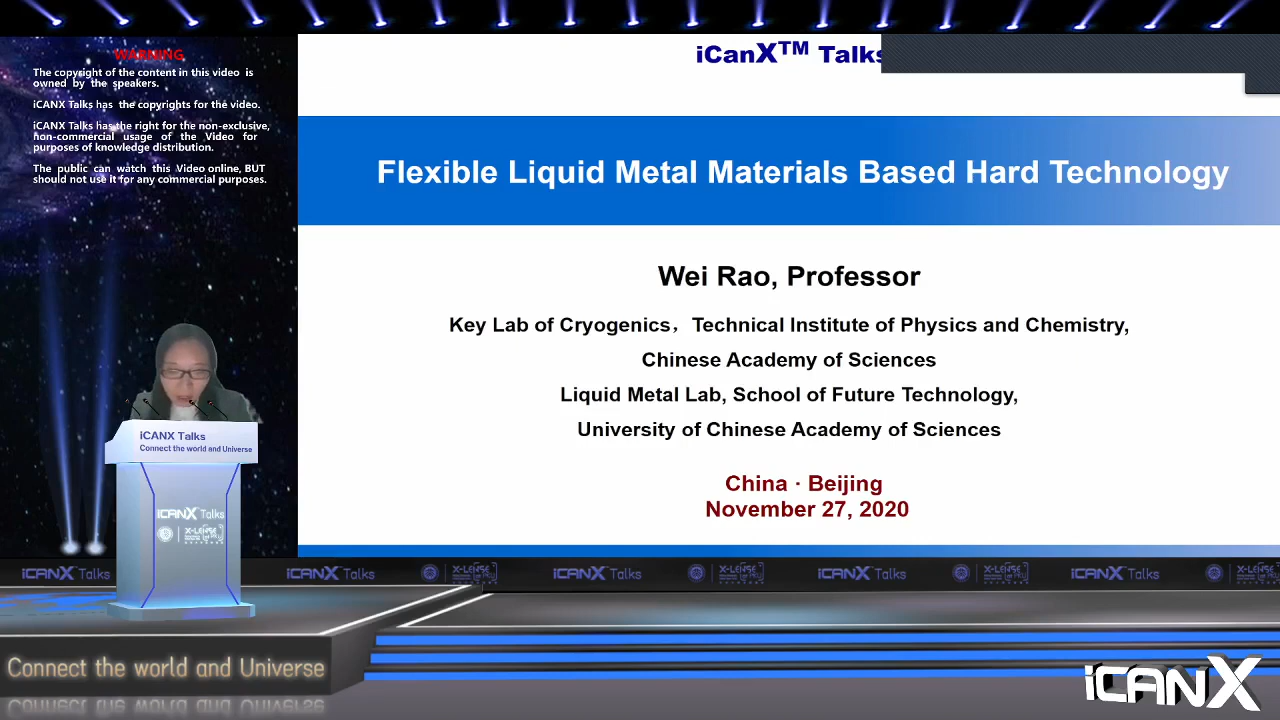 WARNING
The copyright of the content in this video is
owned by the speakers.
iCANX Talks has the copyrights for the video.
iCANX Talks has the right for the non-exclusive,
non-commercial usage of the Video for
purposes of knowledge distribution.
The public can watch this Video online, BUT
should not use it for any commercial purposes.
iCanX™ Talks
Flexible Liquid Metal Materials Based Hard Technology
Wei Rao, Professor
Key Lab of Cryogenics，Technical Institute of Physics and Chemistry,
Chinese Academy of Sciences
Liquid Metal Lab, School of Future Technology,
University of Chinese Academy of Sciences
China · Beijing
November 27, 2020
iCANX Talks
Connect the world and Universe
iCANX Talks
X-LENSE
iCANX Talks
X-LENSE
iCANX Talks
X-LENSE
iCANX Talks
X-LENSE
iCANX Talks
X-LENSE
iCANX Talks
Connect the world and Universe
iCANX